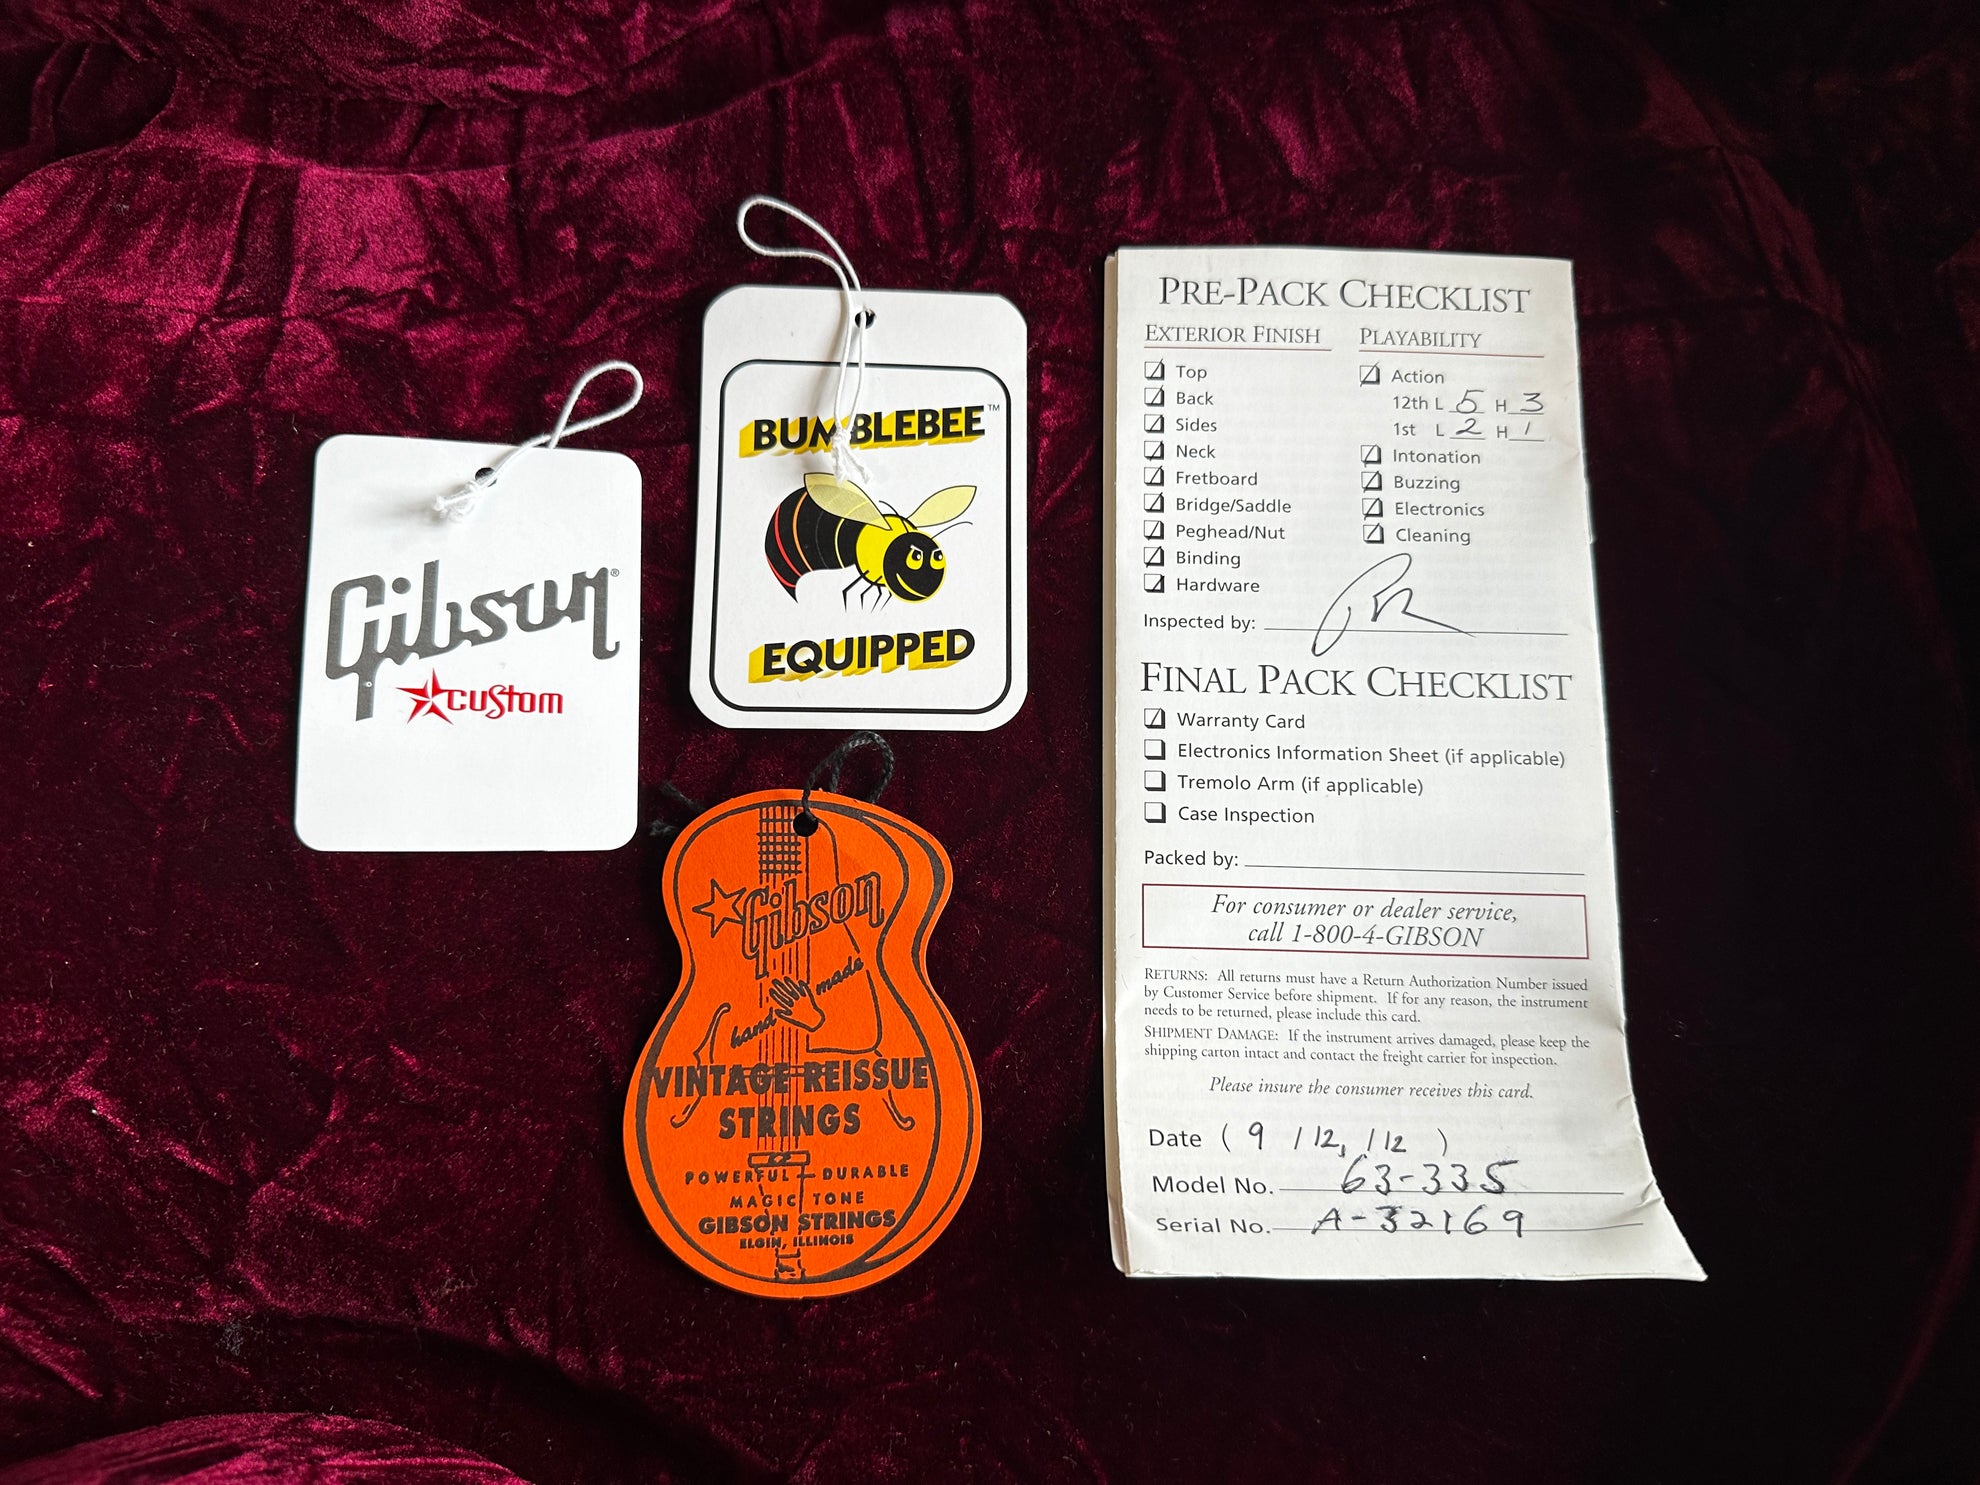 Gibson®
custom
BUMBLEBEE™
EQUIPPED
Gibson
hand made
VINTAGE REISSUE
STRINGS
POWERFUL – DURABLE
MAGIC TONE
GIBSON STRINGS
ELGIN, ILLINOIS
PRE-PACK CHECKLIST
EXTERIOR FINISH
Top
Back
Sides
Neck
Fretboard
Bridge/Saddle
Peghead/Nut
Binding
Hardware
PLAYABILITY
Action
12th L 5 H 3
1st L 2 H 1
Intonation
Buzzing
Electronics
Cleaning
Inspected by:
FINAL PACK CHECKLIST
Warranty Card
Electronics Information Sheet (if applicable)
Tremolo Arm (if applicable)
Case Inspection
Packed by:
For consumer or dealer service,
call 1-800-4-GIBSON
RETURNS: All returns must have a Return Authorization Number issued
by Customer Service before shipment. If for any reason, the instrument
needs to be returned, please include this card.
SHIPMENT DAMAGE: If the instrument arrives damaged, please keep the
shipping carton intact and contact the freight carrier for inspection.
Please insure the consumer receives this card.
Date ( 9 / 12, / 12 )
Model No. 63-335
Serial No. A-32169